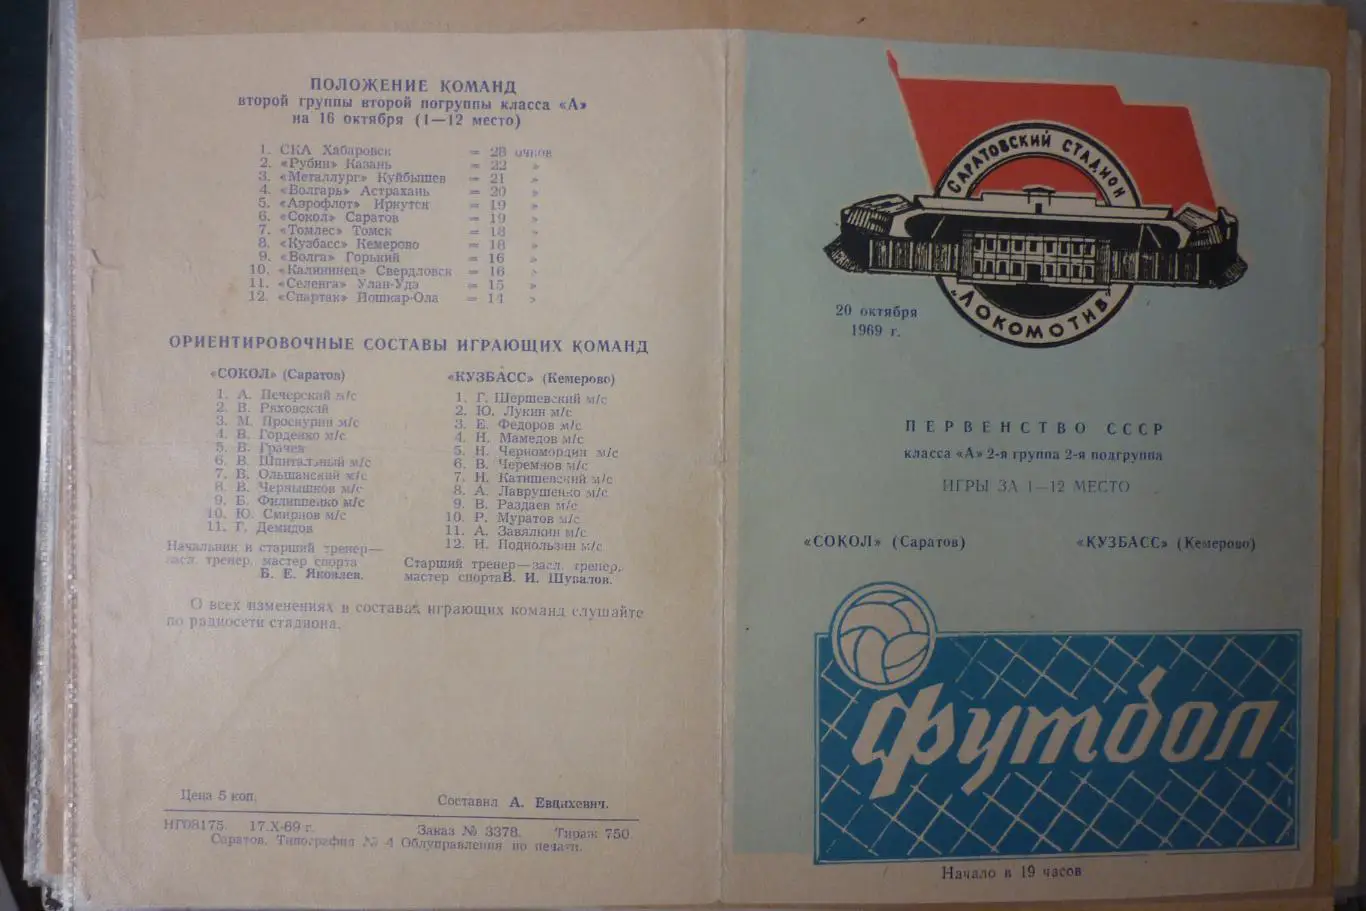 ПОЛОЖЕНИЕ КОМАНД
второй группы второй погруппы класса «А»
на 16 октября (1—12 место)
1. СКА Хабаровск = 28 очков
2. «Рубин» Казань = 22 »
3. «Металлург» Куйбышев = 21 »
4. «Волгарь» Астрахань = 20 »
5. «Аэрофлот» Иркутск = 19 »
6. «Сокол» Саратов = 19 »
7. «Томлес» Томск = 18 »
8. «Кузбасс» Кемерово = 18 »
9. «Волга» Горький = 16 »
10. «Калининец» Свердловск = 16 »
11. «Селенга» Улан-Удэ = 15 »
12. «Спартак» Йошкар-Ола = 14 »
ОРИЕНТИРОВОЧНЫЕ СОСТАВЫ ИГРАЮЩИХ КОМАНД
«СОКОЛ» (Саратов)
1. А. Печерский м/с
2. В. Ряховский
3. М. Проскурин м/с
4. В. Горденко м/с
5. В. Грачев
6. В. Шпитальный м/с
7. В. Ольшанский м/с
8. В. Чернышков м/с
9. Б. Филиппенко м/с
10. Ю. Смирнов м/с
11. Г. Демидов
Начальник и старший тренер—
засл. тренер, мастер спорта
Б. Е. Яковлев.
«КУЗБАСС» (Кемерово)
1. Г. Шершевский м/с
2. Ю. Лукин м/с
3. Е. Федоров м/с
4. Н. Мамедов м/с
5. Н. Черномордин м/с
6. В. Черемнов м/с
7. Н. Катишевский м/с
8. А. Лаврушенко м/с
9. В. Раздаев м/с
10. Р. Муратов м/с
11. А. Завялкин м/с
12. И. Подкользин м/с
Старший тренер—засл. тренер,
мастер спорта В. И. Шувалов.
О всех изменениях в составах играющих команд слушайте
по радиосети стадиона.
Цена 5 коп.
Составил А. Евцихевич.
НГ08175. 17.X-69 г. Заказ № 3378. Тираж 750.
Саратов. Типография № 4 Облуправления по печати.
САРАТОВСКИЙ СТАДИОН
„ЛОКОМОТИВ"
20 октября
1969 г.
ПЕРВЕНСТВО СССР
класса «А» 2-я группа 2-я подгруппа
ИГРЫ ЗА 1—12 МЕСТО
«СОКОЛ» (Саратов) «КУЗБАСС» (Кемерово)
футбол
Начало в 19 часов